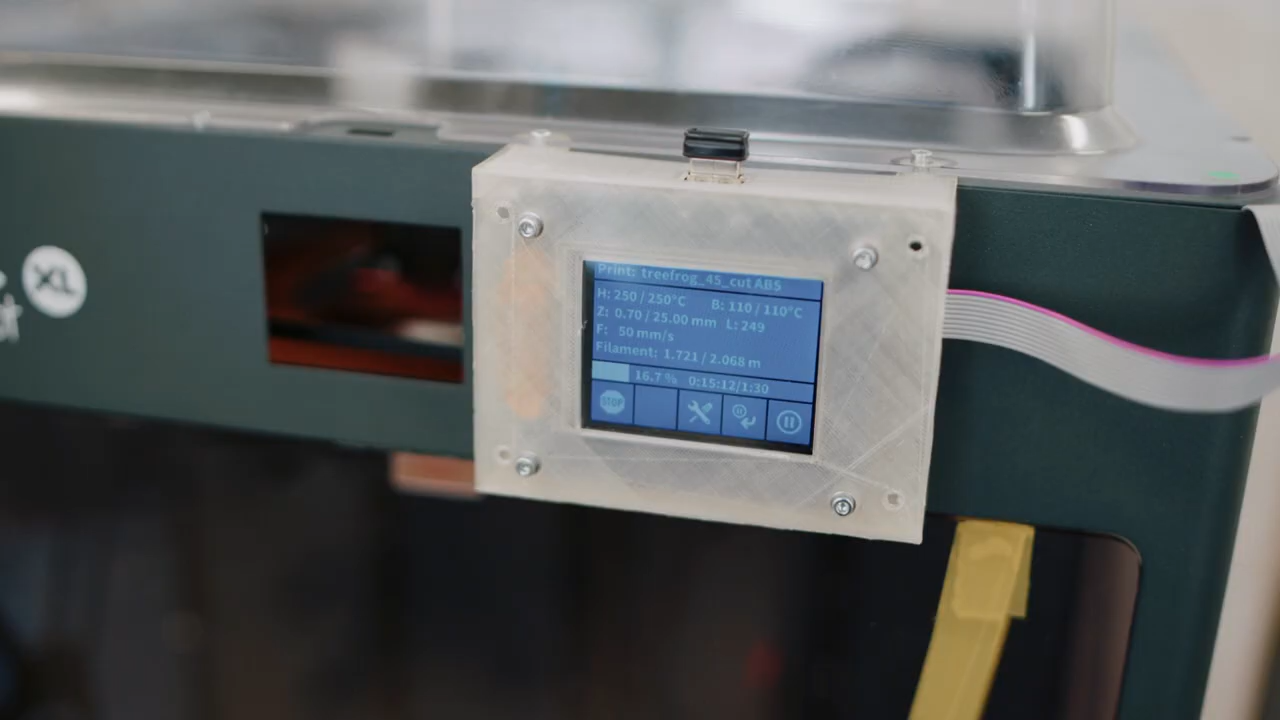 XL
Print: treefrog_45_cut ABS
H: 250 / 250°C B: 110 / 110°C
Z: 0.70 / 25.00 mm L: 249
F: 50 mm/s
Filament: 1.721 / 2.068 m
16.7 % 0:15:12/1:30
STOP